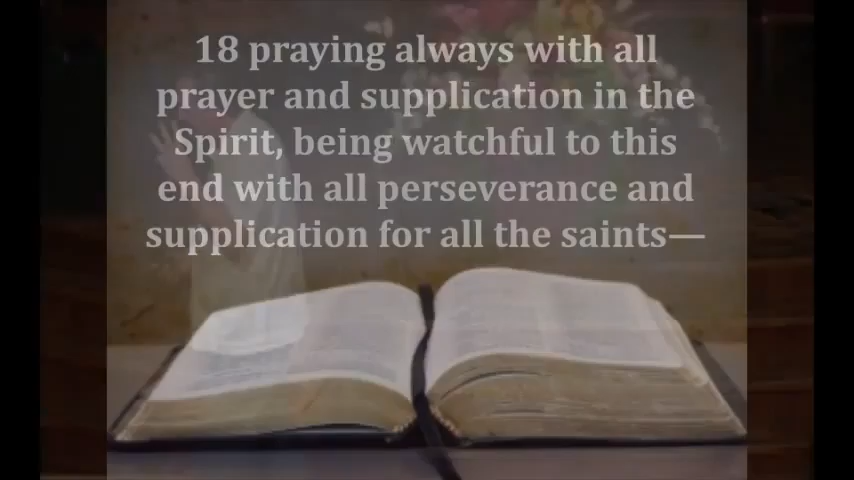 18 praying always with all
prayer and supplication in the
Spirit, being watchful to this
end with all perseverance and
supplication for all the saints—